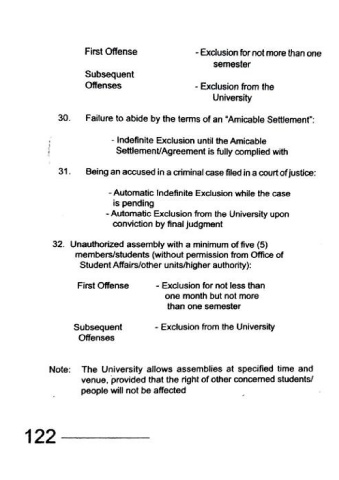 First Offense - Exclusion for not more than one
semester
Subsequent
Offenses - Exclusion from the
University
30. Failure to abide by the terms of an "Amicable Settlement":
- Indefinite Exclusion until the Amicable
Settlement/Agreement is fully complied with
31. Being an accused in a criminal case filed in a court of justice:
- Automatic Indefinite Exclusion while the case
is pending
- Automatic Exclusion from the University upon
conviction by final judgment
32. Unauthorized assembly with a minimum of five (5)
members/students (without permission from Office of
Student Affairs/other units/higher authority):
First Offense - Exclusion for not less than
one month but not more
than one semester
Subsequent - Exclusion from the University
Offenses
Note: The University allows assemblies at specified time and
venue, provided that the right of other concerned students/
people will not be affected
122